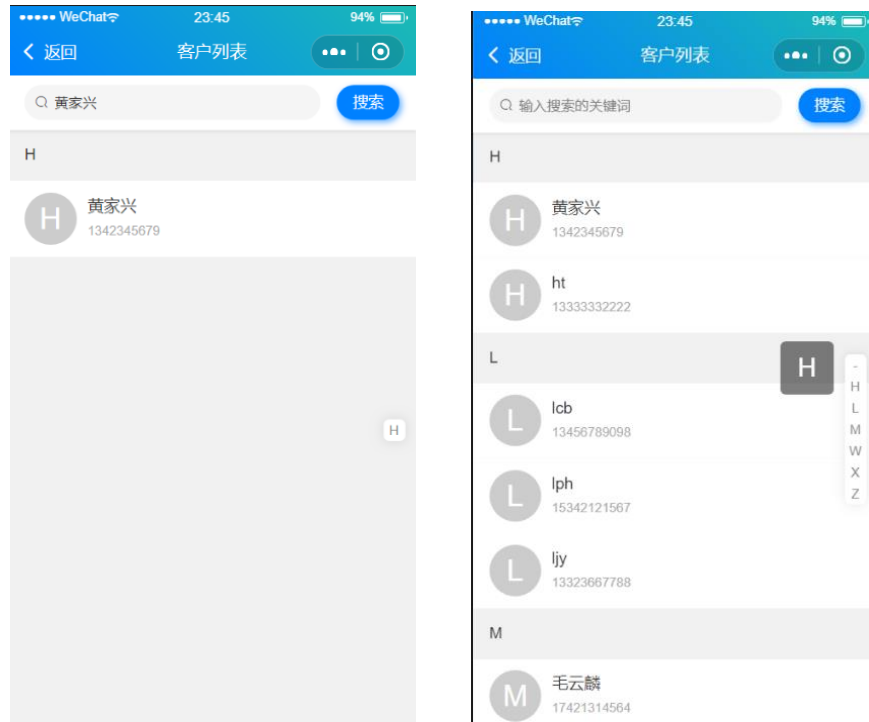 WeChat 23:45 94%
返回 客户列表
黄家兴 搜索
H
H 黄家兴
1342345679
H
WeChat 23:45 94%
返回 客户列表
输入搜索的关键词 搜索
H
H 黄家兴
1342345679
H ht
13333332222
L
H
L lcb
13456789098
L lph
15342121567
L ljy
13323667788
M
M 毛云麟
17421314564
-
H
L
M
W
X
Z